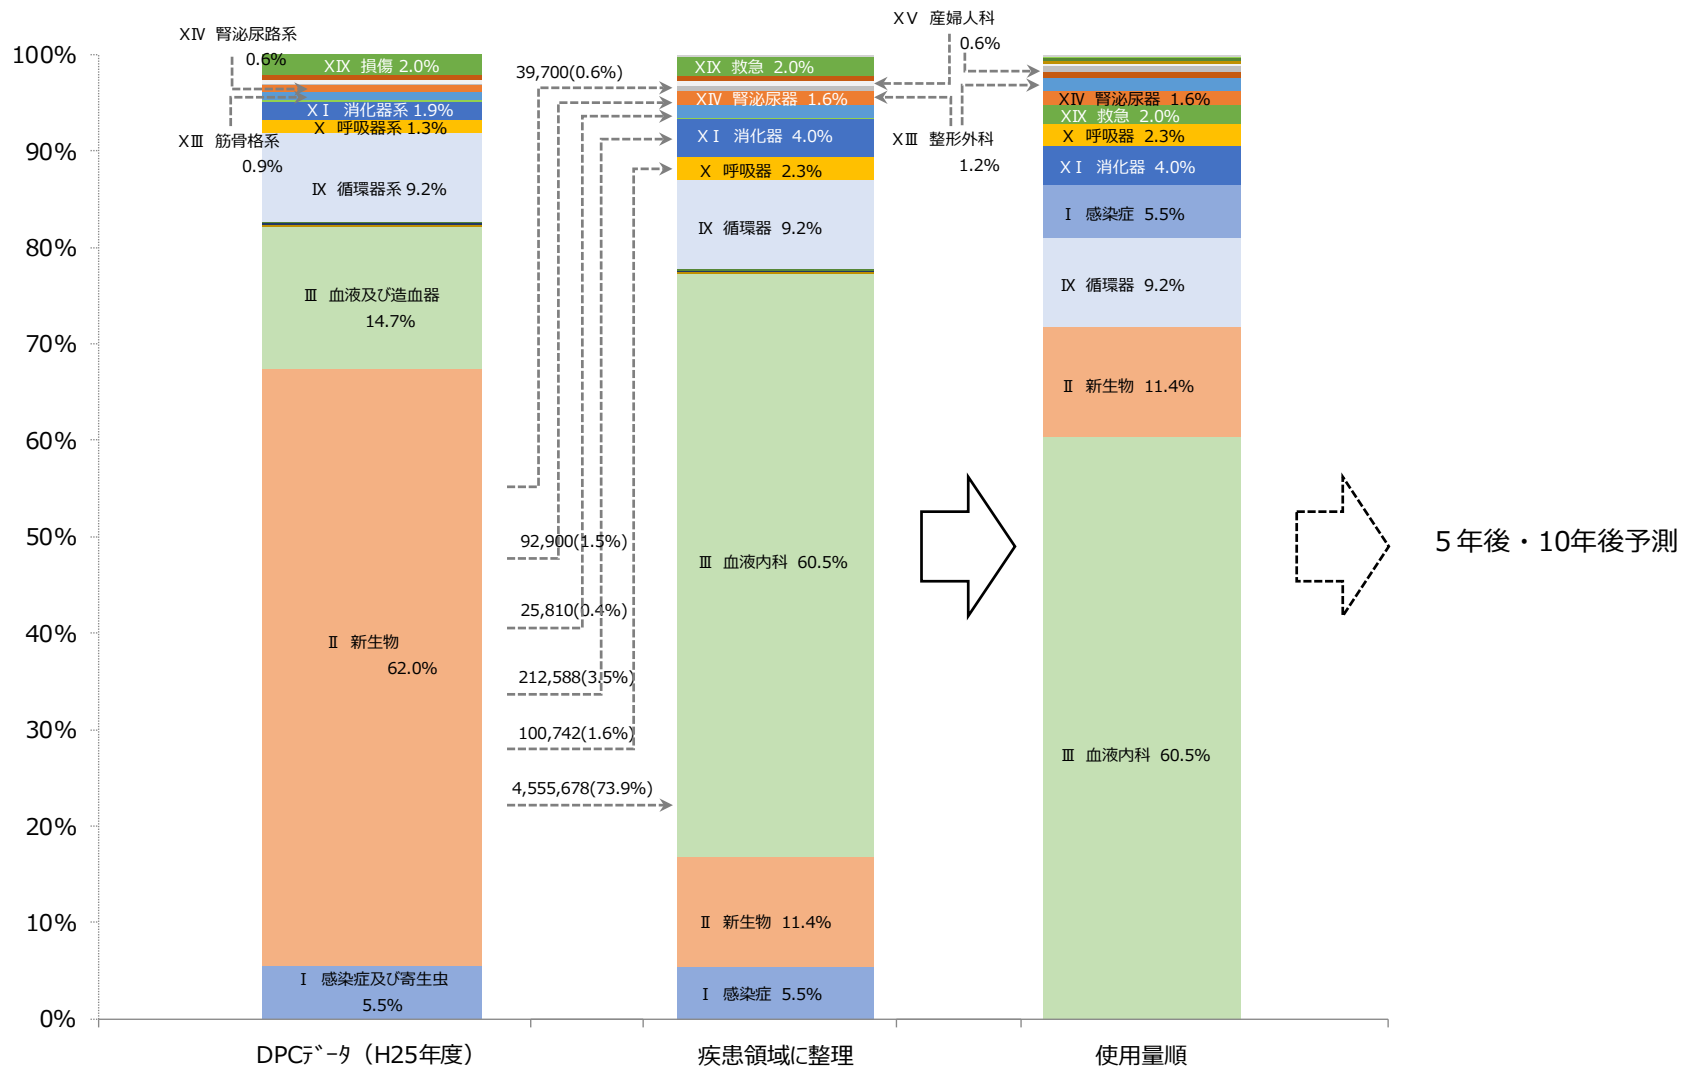 100%
90%
80%
70%
60%
50%
40%
30%
20%
10%
0%
XIV 腎泌尿路系
0.6%
XIII 筋骨格系
0.9%
XIX 損傷 2.0%
XI 消化器系 1.9%
X 呼吸器系 1.3%
IX 循環器系 9.2%
III 血液及び造血器
14.7%
II 新生物
62.0%
I 感染症及び寄生虫
5.5%
DPCﾃﾞｰﾀ（H25年度）
39,700(0.6%)
92,900(1.5%)
25,810(0.4%)
212,588(3.5%)
100,742(1.6%)
4,555,678(73.9%)
XIX 救急 2.0%
XIV 腎泌尿器 1.6%
XI 消化器 4.0%
X 呼吸器 2.3%
IX 循環器 9.2%
III 血液内科 60.5%
II 新生物 11.4%
I 感染症 5.5%
疾患領域に整理
XV 産婦人科
0.6%
XIII 整形外科
1.2%
XIV 腎泌尿器 1.6%
XIX 救急 2.0%
X 呼吸器 2.3%
XI 消化器 4.0%
I 感染症 5.5%
IX 循環器 9.2%
II 新生物 11.4%
III 血液内科 60.5%
使用量順
５年後・10年後予測